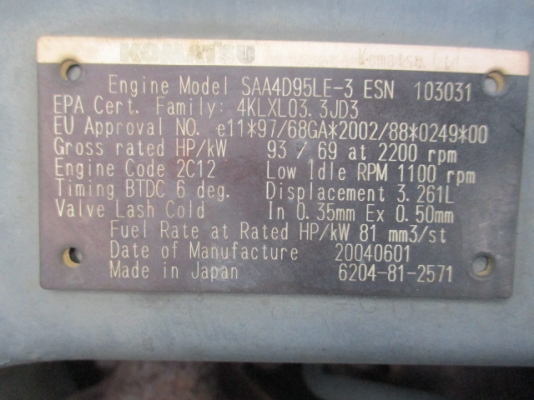 KOMATSU Komatsu Ltd.
Engine Model SAA4D95LE-3 ESN 103031
EPA Cert. Family: 4KLXL03.3JD3
EU Approval NO. e11*97/68GA*2002/88*0249*00
Gross rated HP/kW 93 / 69 at 2200 rpm
Engine Code 2C12 Low Idle RPM 1100 rpm
Timing BTDC 6 deg. Displacement 3.261L
Valve Lash Cold In 0.35mm Ex 0.50mm
Fuel Rate at Rated HP/kW 81 mm3/st
Date of Manufacture 20040601
Made in Japan 6204-81-2571